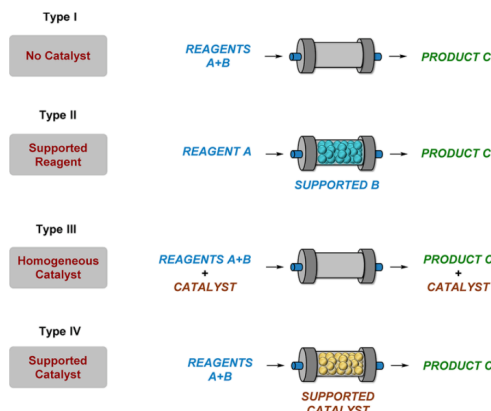 Type I
No Catalyst
REAGENTS
A+B
PRODUCT C
Type II
Supported
Reagent
REAGENT A
PRODUCT C
SUPPORTED B
Type III
Homogeneous
Catalyst
REAGENTS A+B
+
CATALYST
PRODUCT C
+
CATALYST
Type IV
Supported
Catalyst
REAGENTS
A+B
PRODUCT C
SUPPORTED
CATALYST